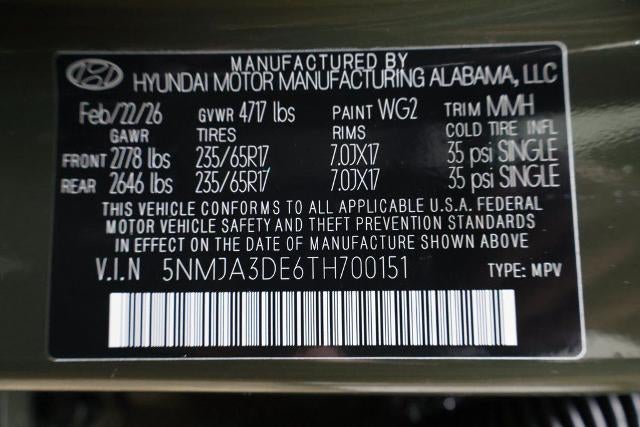 MANUFACTURED BY
HYUNDAI MOTOR MANUFACTURING ALABAMA, LLC
Feb/22/26 GVWR 4717 lbs PAINT WG2 TRIM MMH
GAWR TIRES RIMS COLD TIRE INFL
FRONT 2778 lbs 235/65R17 7.0JX17 35 psi SINGLE
REAR 2646 lbs 235/65R17 7.0JX17 35 psi SINGLE
THIS VEHICLE CONFORMS TO ALL APPLICABLE U.S.A. FEDERAL
MOTOR VEHICLE SAFETY AND THEFT PREVENTION STANDARDS
IN EFFECT ON THE DATE OF MANUFACTURE SHOWN ABOVE
V.I.N 5NMJA3DE6TH700151 TYPE: MPV